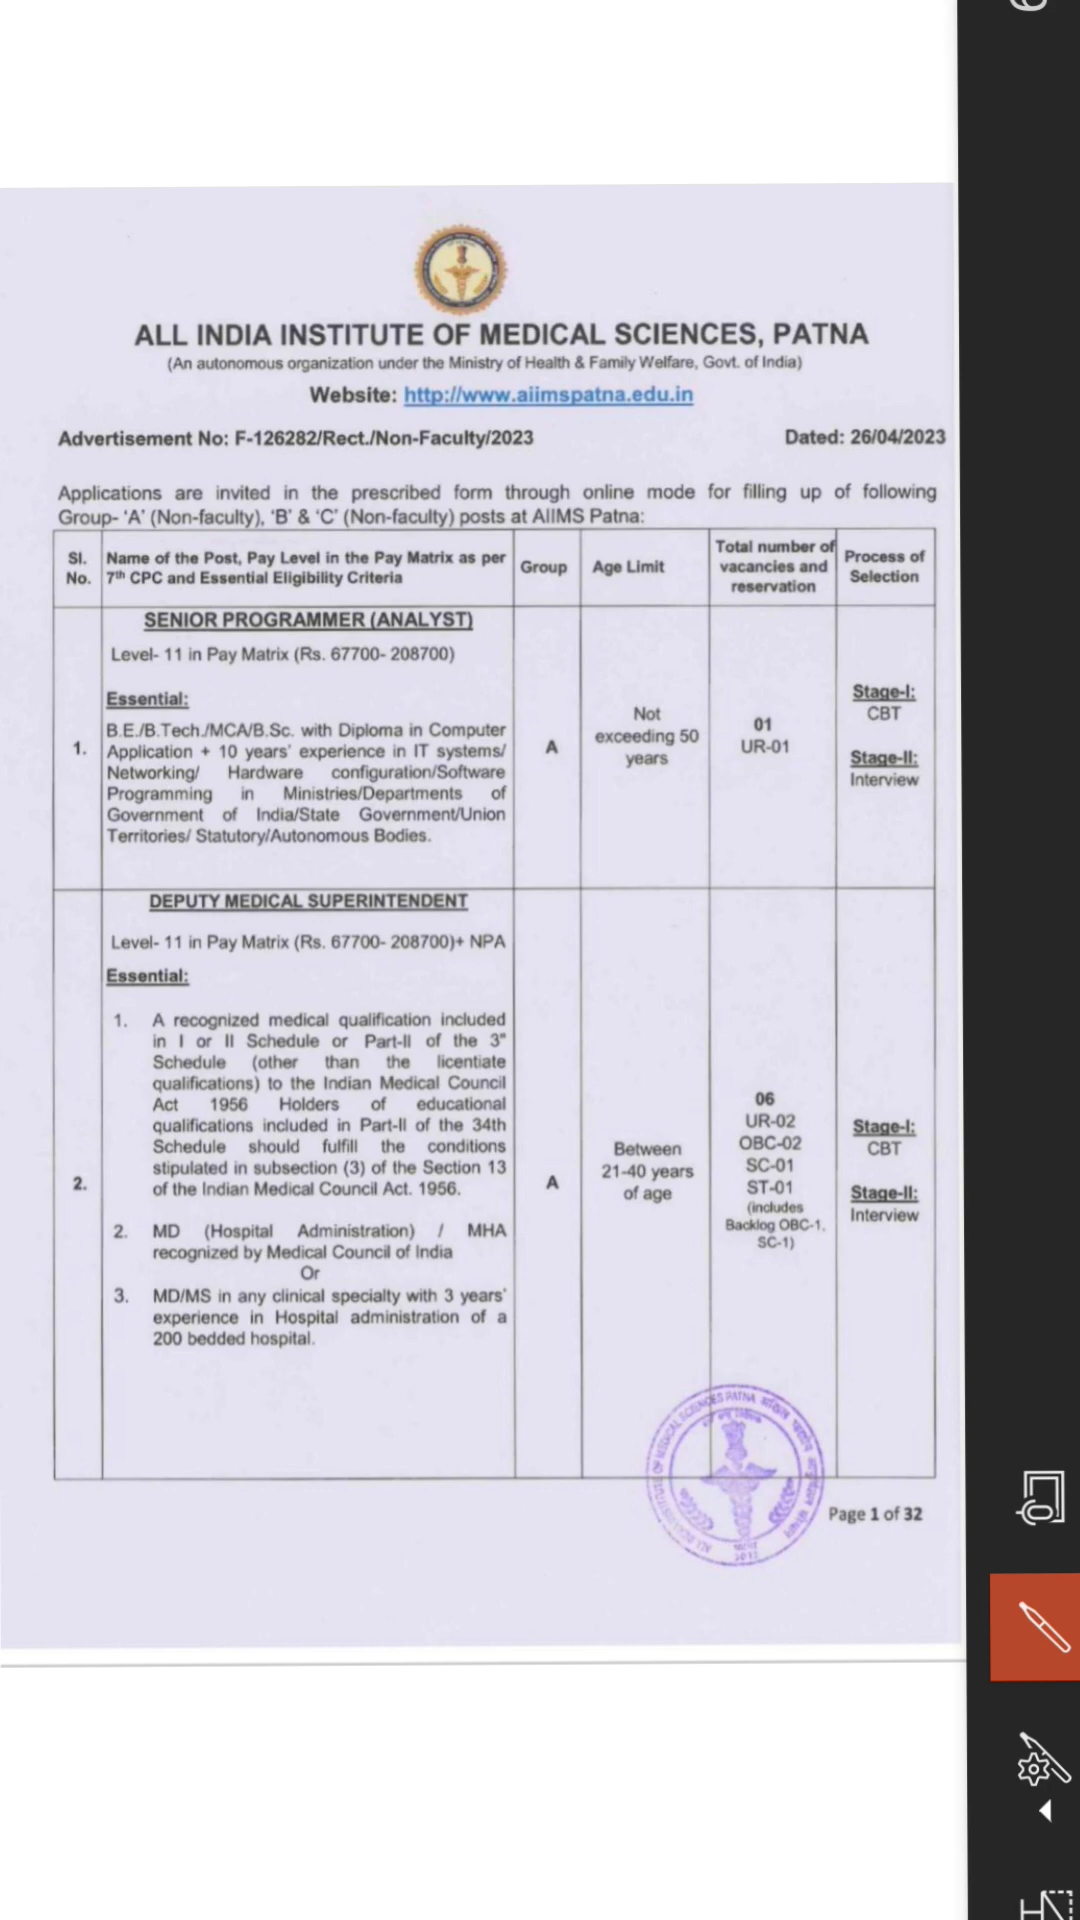 ALL INDIA INSTITUTE OF MEDICAL SCIENCES, PATNA
(An autonomous organization under the Ministry of Health & Family Welfare, Govt. of India)
Website: http://www.aiimspatna.edu.in
Advertisement No: F-126282/Rect./Non-Faculty/2023 Dated: 26/04/2023
Applications are invited in the prescribed form through online mode for filling up of following
Group- 'A' (Non-faculty), 'B' & 'C' (Non-faculty) posts at AIIMS Patna:
Sl. No.
Name of the Post, Pay Level in the Pay Matrix as per
7th CPC and Essential Eligibility Criteria
Group
Age Limit
Total number of
vacancies and
reservation
Process of
Selection
1.
SENIOR PROGRAMMER (ANALYST)
Level- 11 in Pay Matrix (Rs. 67700- 208700)
Essential:
B.E./B.Tech./MCA/B.Sc. with Diploma in Computer
Application + 10 years' experience in IT systems/
Networking/ Hardware configuration/Software
Programming in Ministries/Departments of
Government of India/State Government/Union
Territories/ Statutory/Autonomous Bodies.
A
Not
exceeding 50
years
01
UR-01
Stage-I:
CBT
Stage-II:
Interview
2.
DEPUTY MEDICAL SUPERINTENDENT
Level- 11 in Pay Matrix (Rs. 67700- 208700)+ NPA
Essential:
1. A recognized medical qualification included
in I or II Schedule or Part-II of the 3"
Schedule (other than the licentiate
qualifications) to the Indian Medical Council
Act 1956 Holders of educational
qualifications included in Part-II of the 34th
Schedule should fulfill the conditions
stipulated in subsection (3) of the Section 13
of the Indian Medical Council Act. 1956.
2. MD (Hospital Administration) / MHA
recognized by Medical Council of India
Or
3. MD/MS in any clinical specialty with 3 years'
experience in Hospital administration of a
200 bedded hospital.
A
Between
21-40 years
of age
06
UR-02
OBC-02
SC-01
ST-01
(includes
Backlog OBC-1,
SC-1)
Stage-I:
CBT
Stage-II:
Interview
Page 1 of 32